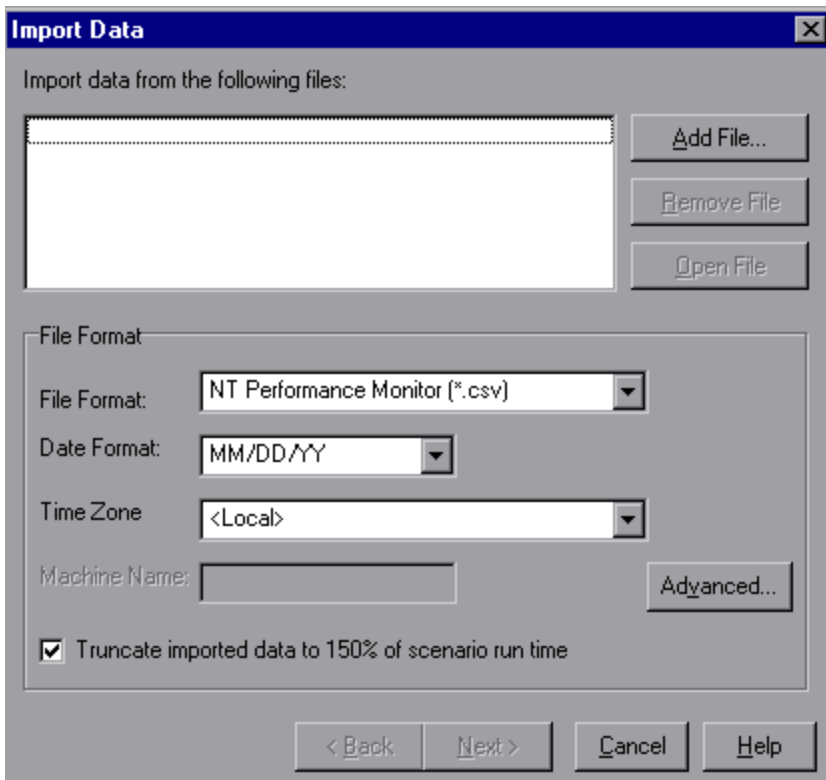 Import Data
Import data from the following files:
Add File...
Remove File
Open File
File Format
File Format: NT Performance Monitor (*.csv)
Date Format: MM/DD/YY
Time Zone <Local>
Machine Name:
Advanced...
Truncate imported data to 150% of scenario run time
< Back Next > Cancel Help